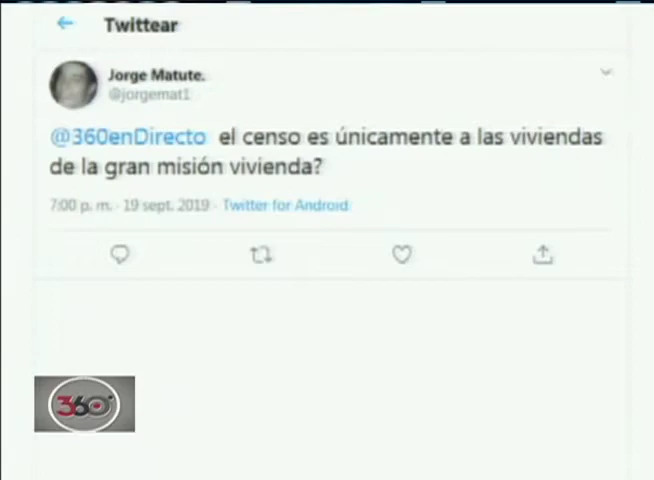 Twittear
Jorge Matute.
@jorgemat1
@360enDirecto el censo es únicamente a las viviendas
de la gran misión vivienda?
7:00 p. m. · 19 sept. 2019 · Twitter for Android
360°